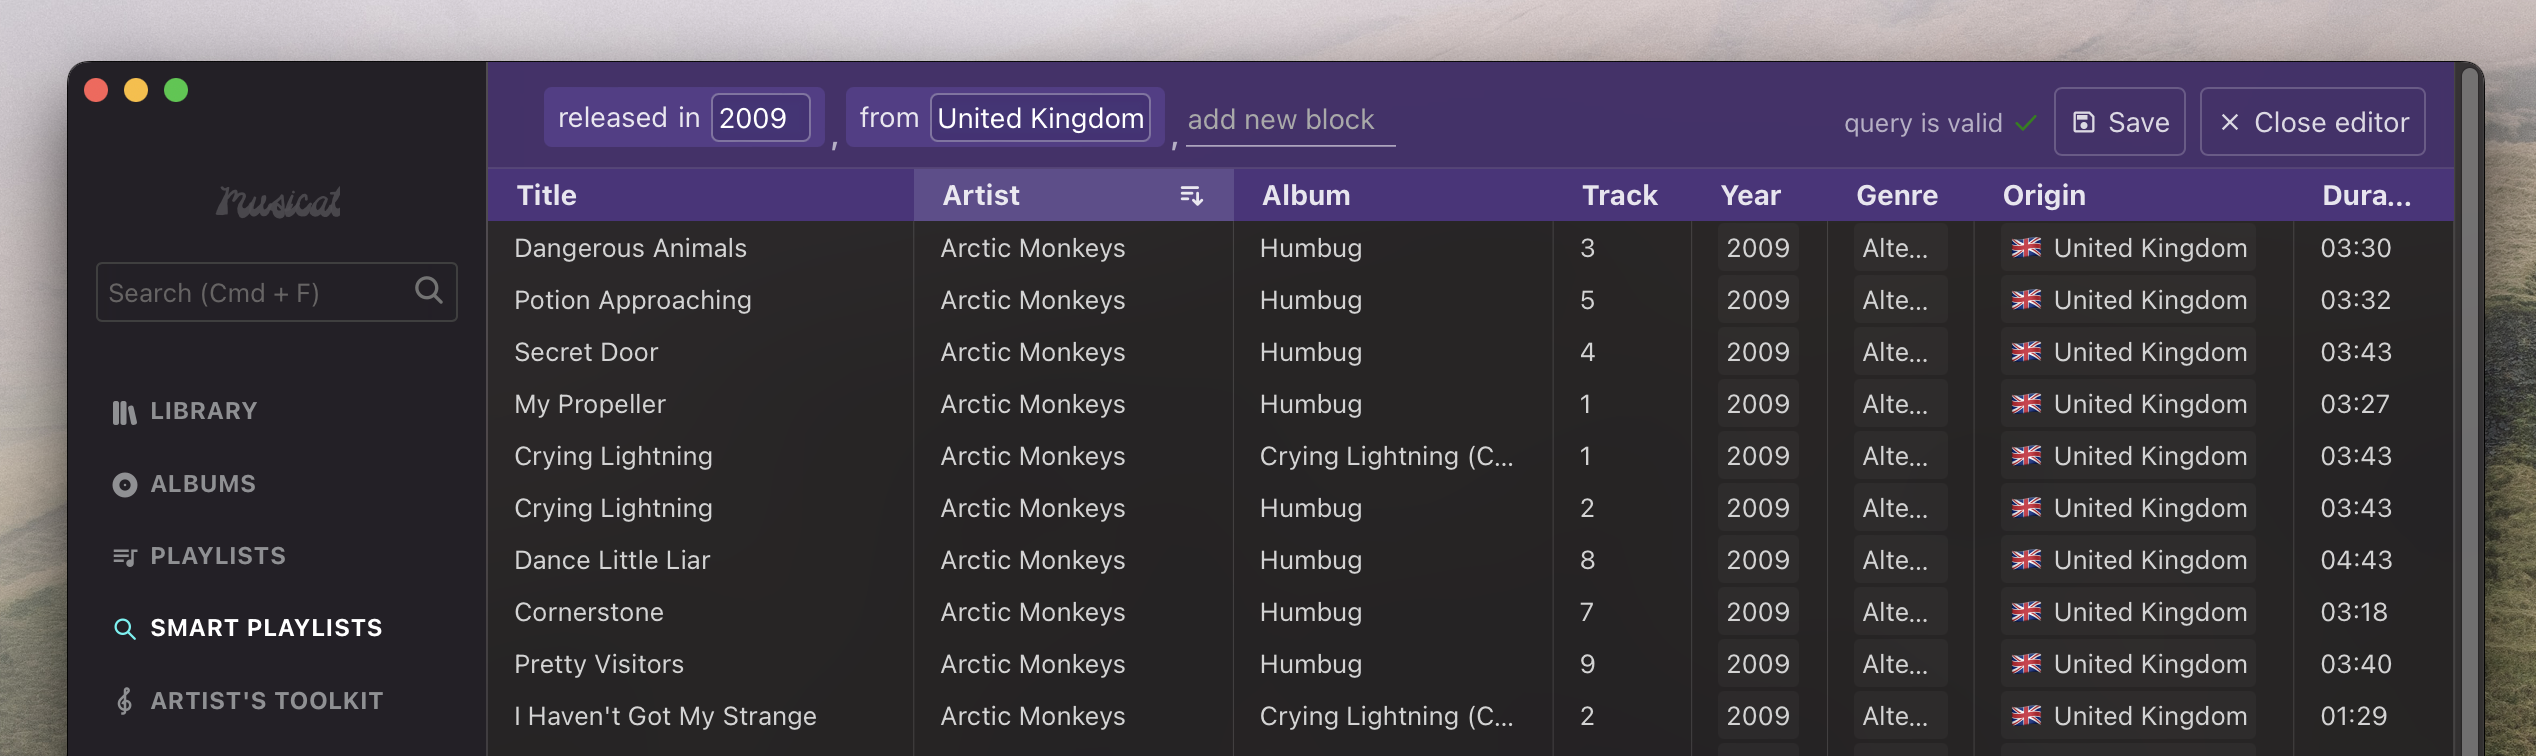 released in 2009 , from United Kingdom , add new block query is valid Save Close editor
Musicat
Search (Cmd + F)
LIBRARY
ALBUMS
PLAYLISTS
SMART PLAYLISTS
ARTIST'S TOOLKIT
Title Artist Album Track Year Genre Origin Dura...
Dangerous Animals Arctic Monkeys Humbug 3 2009 Alte... United Kingdom 03:30
Potion Approaching Arctic Monkeys Humbug 5 2009 Alte... United Kingdom 03:32
Secret Door Arctic Monkeys Humbug 4 2009 Alte... United Kingdom 03:43
My Propeller Arctic Monkeys Humbug 1 2009 Alte... United Kingdom 03:27
Crying Lightning Arctic Monkeys Crying Lightning (C... 1 2009 Alte... United Kingdom 03:43
Crying Lightning Arctic Monkeys Humbug 2 2009 Alte... United Kingdom 03:43
Dance Little Liar Arctic Monkeys Humbug 8 2009 Alte... United Kingdom 04:43
Cornerstone Arctic Monkeys Humbug 7 2009 Alte... United Kingdom 03:18
Pretty Visitors Arctic Monkeys Humbug 9 2009 Alte... United Kingdom 03:40
I Haven't Got My Strange Arctic Monkeys Crying Lightning (C... 2 2009 Alte... United Kingdom 01:29